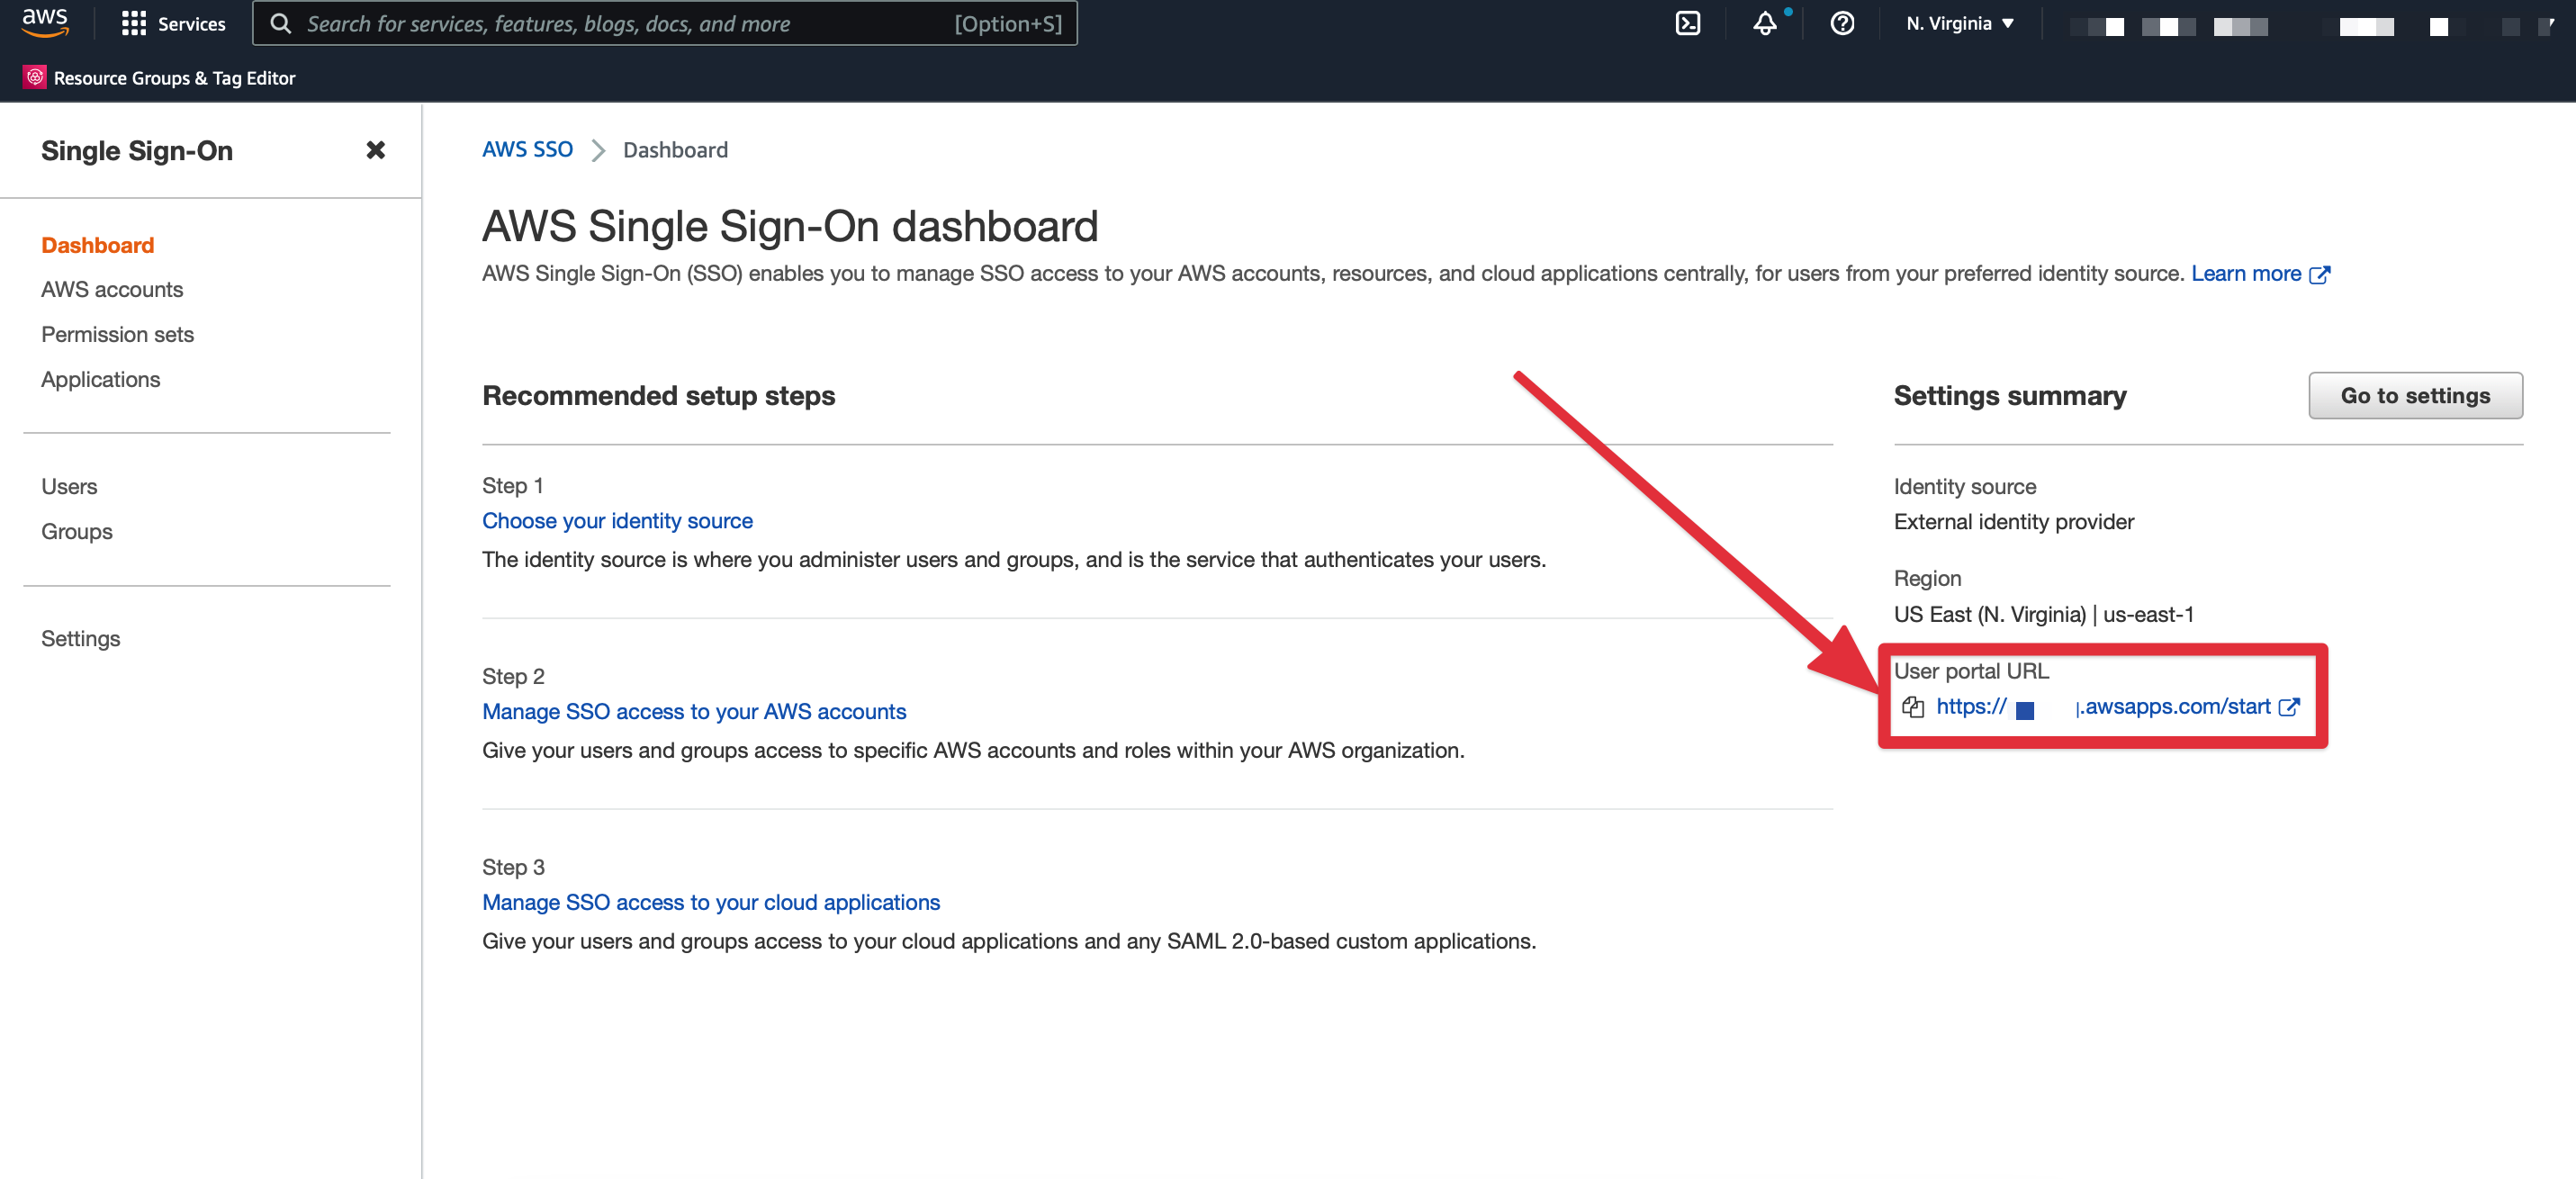 aws
Services
Search for services, features, blogs, docs, and more
[Option+S]
N. Virginia
Resource Groups & Tag Editor
Single Sign-On
Dashboard
AWS accounts
Permission sets
Applications
Users
Groups
Settings
AWS SSO > Dashboard
AWS Single Sign-On dashboard
AWS Single Sign-On (SSO) enables you to manage SSO access to your AWS accounts, resources, and cloud applications centrally, for users from your preferred identity source. Learn more
Recommended setup steps
Step 1
Choose your identity source
The identity source is where you administer users and groups, and is the service that authenticates your users.
Step 2
Manage SSO access to your AWS accounts
Give your users and groups access to specific AWS accounts and roles within your AWS organization.
Step 3
Manage SSO access to your cloud applications
Give your users and groups access to your cloud applications and any SAML 2.0-based custom applications.
Settings summary
Go to settings
Identity source
External identity provider
Region
US East (N. Virginia) | us-east-1
User portal URL
https:// .awsapps.com/start